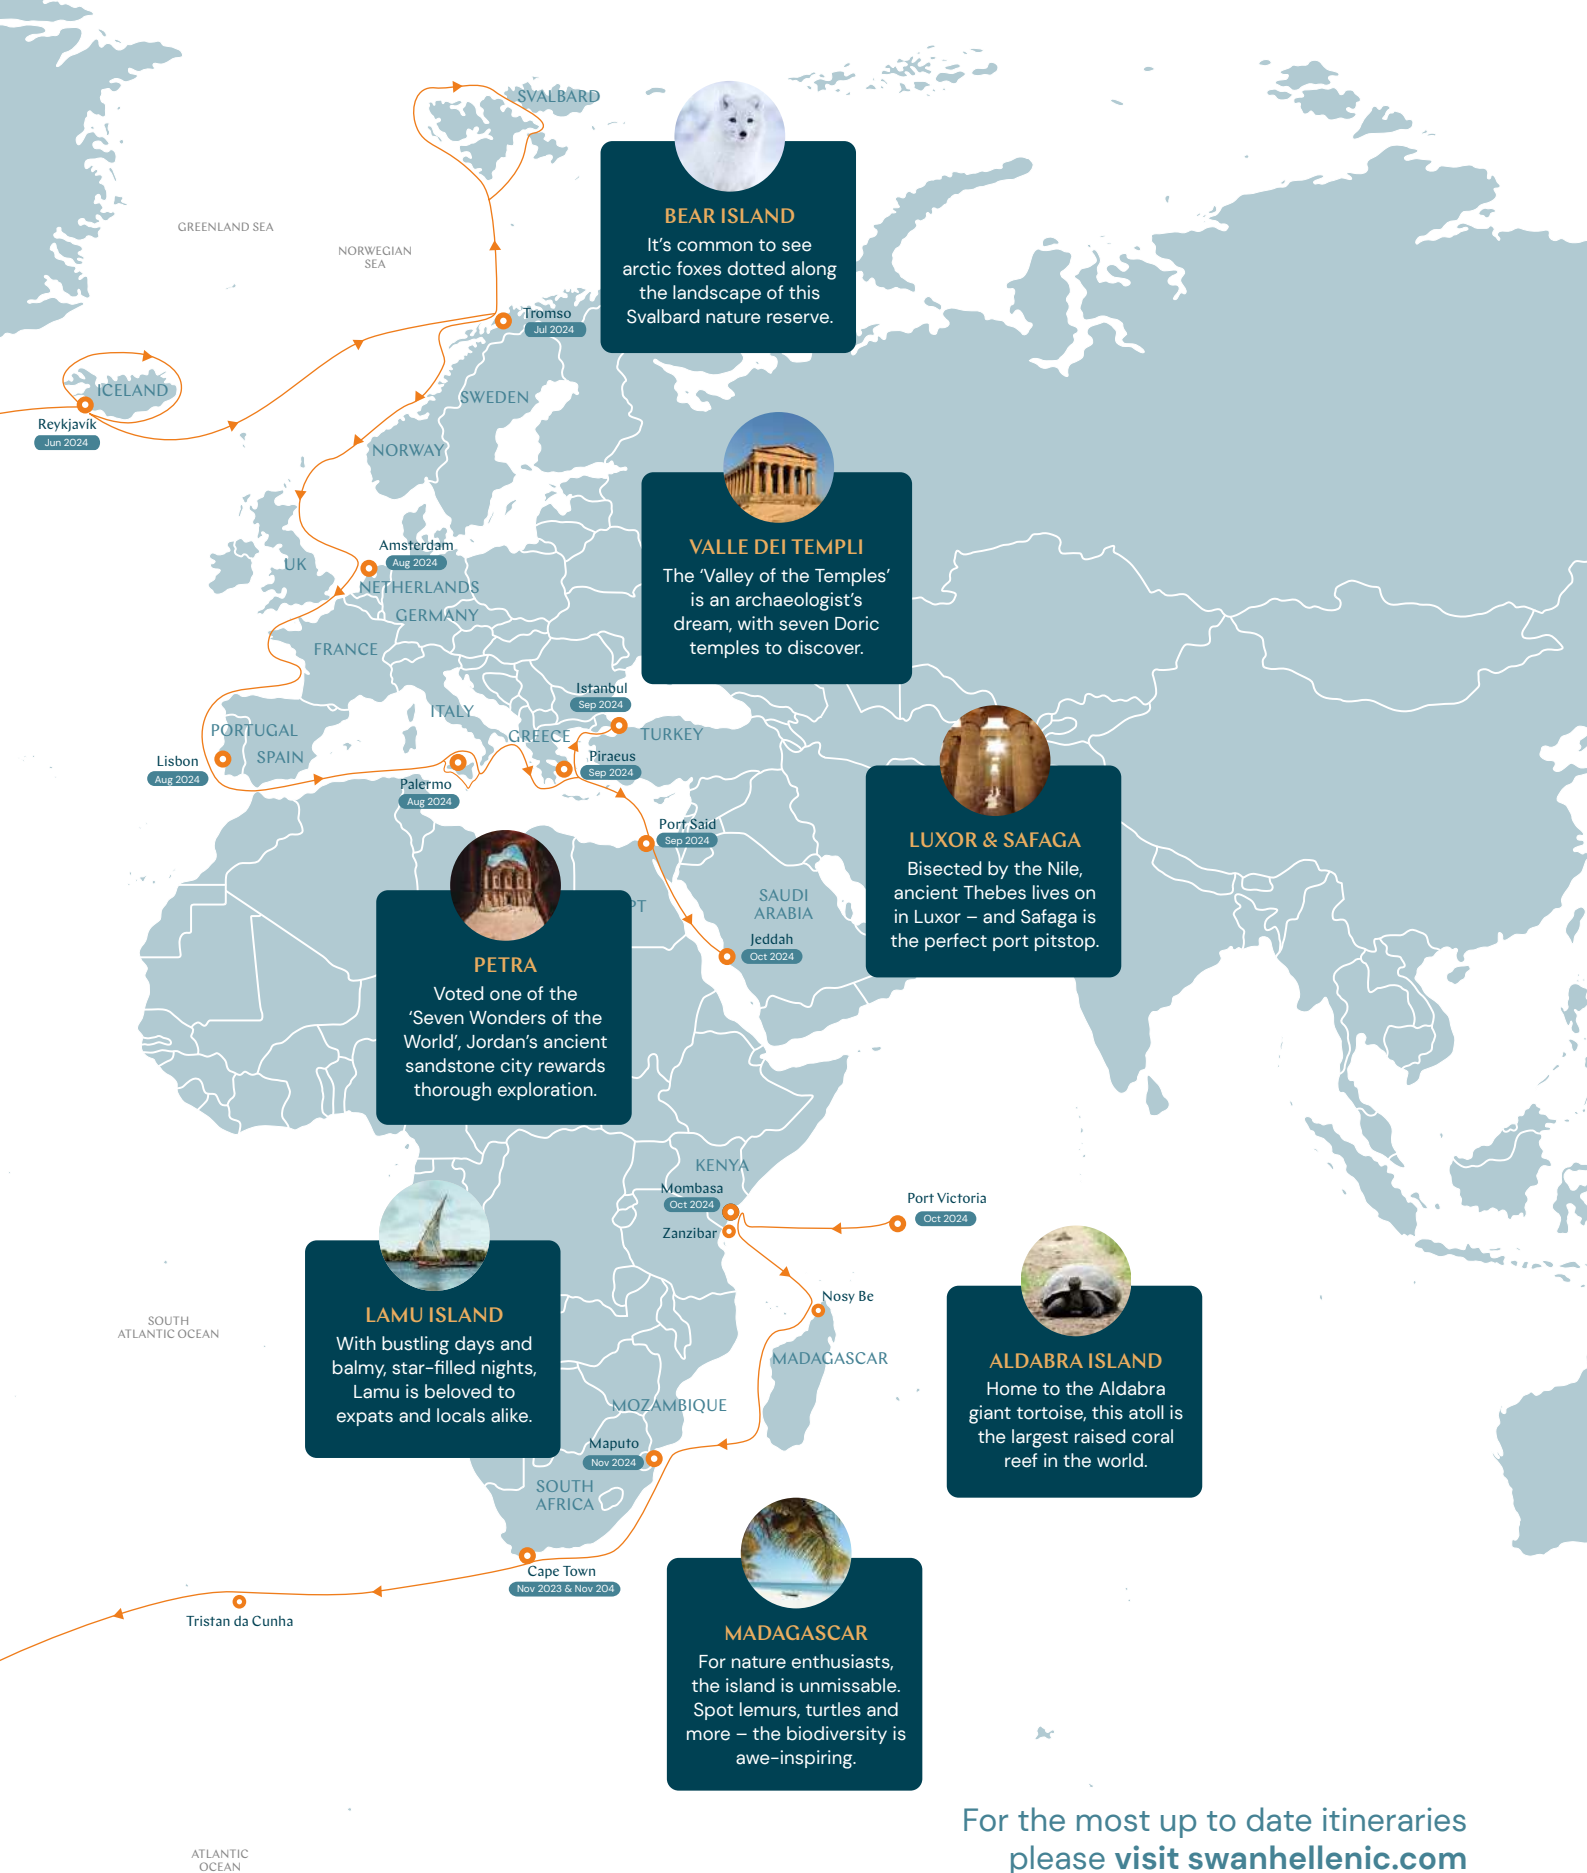 SVALBARD
BEAR ISLAND
It's common to see
arctic foxes dotted along
the landscape of this
Svalbard nature reserve.
GREENLAND SEA
NORWEGIAN
SEA
Tromso
Jul 2024
ICELAND
Reykjavík
Jun 2024
SWEDEN
NORWAY
VALLE DEI TEMPLI
The ‘Valley of the Temples’
is an archaeologist’s
dream, with seven Doric
temples to discover.
Amsterdam
Aug 2024
UK
NETHERLANDS
GERMANY
FRANCE
Istanbul
Sep 2024
ITALY
PORTUGAL
GREECE
TURKEY
SPAIN
Lisbon
Aug 2024
Piraeus
Sep 2024
Palermo
Aug 2024
Port Said
Sep 2024
LUXOR & SAFAGA
Bisected by the Nile,
ancient Thebes lives on
in Luxor – and Safaga is
the perfect port pitstop.
PT
SAUDI
ARABIA
Jeddah
Oct 2024
PETRA
Voted one of the
‘Seven Wonders of the
World’, Jordan’s ancient
sandstone city rewards
thorough exploration.
KENYA
Mombasa
Oct 2024
Zanzibar
Port Victoria
Oct 2024
LAMU ISLAND
With bustling days and
balmy, star-filled nights,
Lamu is beloved to
expats and locals alike.
SOUTH
ATLANTIC OCEAN
Nosy Be
MADAGASCAR
ALDABRA ISLAND
Home to the Aldabra
giant tortoise, this atoll is
the largest raised coral
reef in the world.
MOZAMBIQUE
Maputo
Nov 2024
SOUTH
AFRICA
Cape Town
Nov 2023 & Nov 204
Tristan da Cunha
MADAGASCAR
For nature enthusiasts,
the island is unmissable.
Spot lemurs, turtles and
more – the biodiversity is
awe-inspiring.
ATLANTIC
OCEAN
For the most up to date itineraries
please visit swanhellenic.com